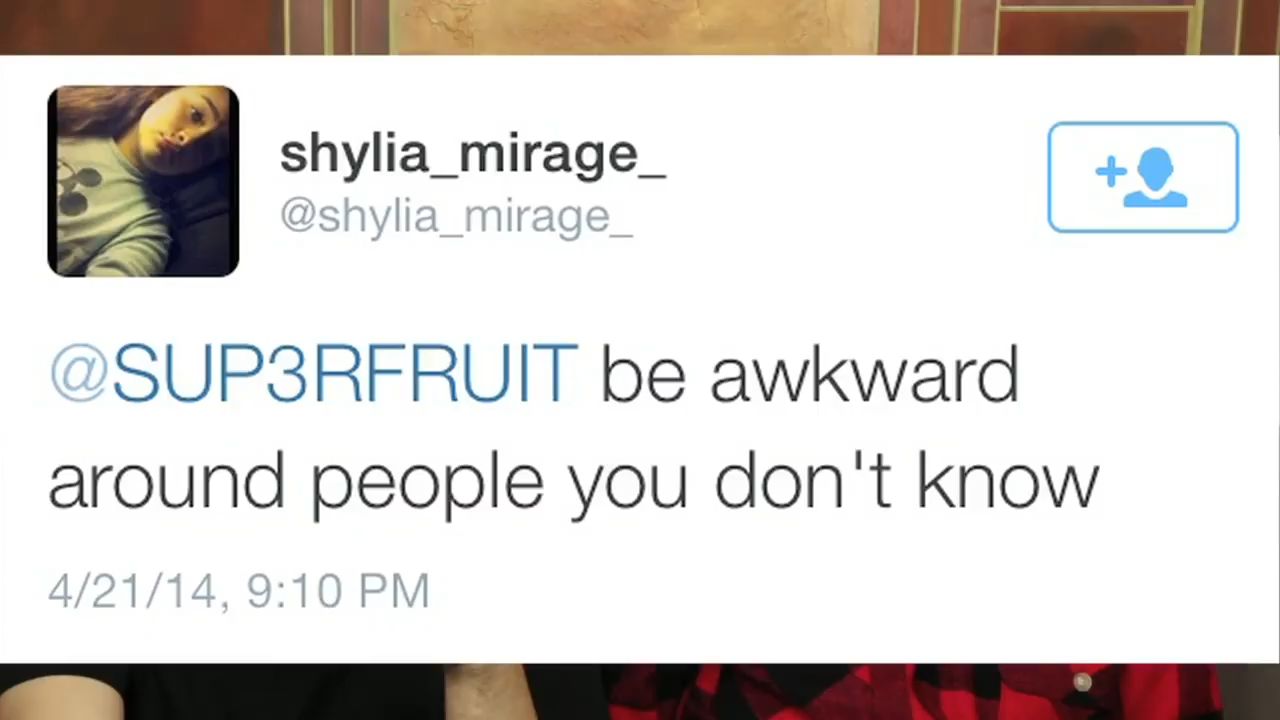 shylia_mirage_
@shylia_mirage_
@SUP3RFRUIT be awkward
around people you don't know
4/21/14, 9:10 PM